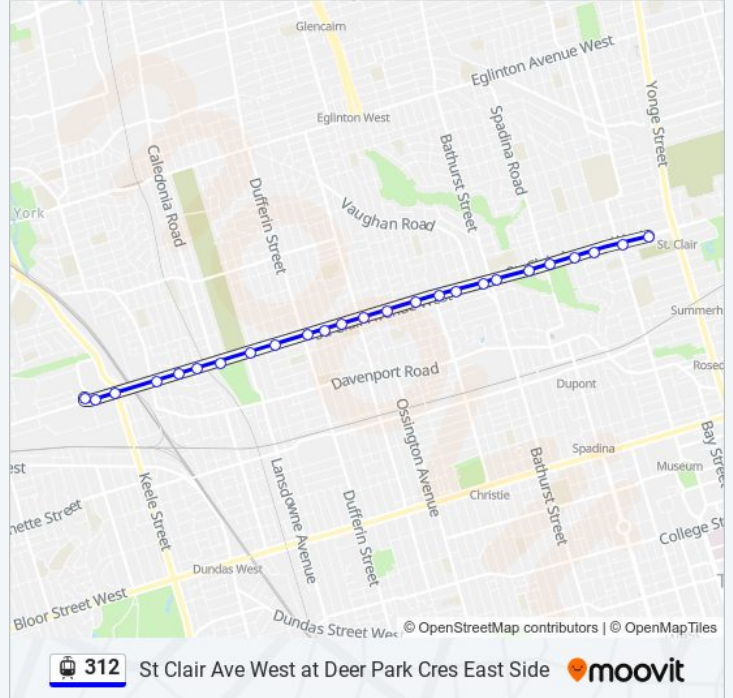 Glencairn
Eglinton Avenue West
Yonge Street
Eglinton West
Spadina Road
Bathurst Street
Caledonia Road
Dufferin Street
York
Vaughan Road
St. Clair
Summerh
Davenport Road
Rosed
Dupont
Ossington Avenue
Bay Street
Spadina
Bathurst Street
est
Museum
Keele Street
Lansdowne Avenue
Dufferin Street
Christie
nette Street
College St
Dundas West
T
Bloor Street West
Dundas Street Wes
© OpenStreetMap contributors | © OpenMapTiles
312 St Clair Ave West at Deer Park Cres East Side moovit